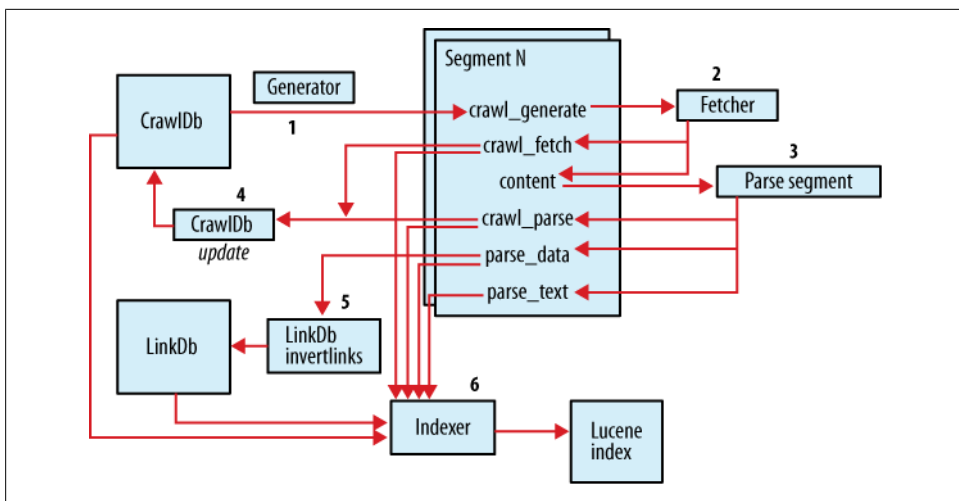 Segment N
Generator
2
Fetcher
CrawlDb
1
crawl_generate
crawl_fetch
3
content
Parse segment
4
CrawlDb
update
crawl_parse
parse_data
parse_text
5
LinkDb
LinkDb
invertlinks
6
Indexer
Lucene
index